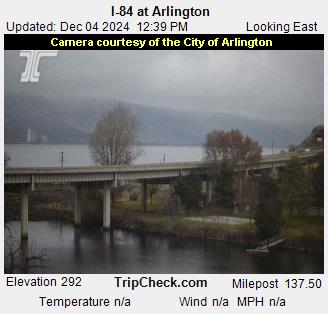 I-84 at Arlington
Updated: Dec 04 2024 12:39 PM Looking East
Camera courtesy of the City of Arlington
Elevation 292 TripCheck.com Milepost 137.50
Temperature n/a Wind n/a MPH n/a